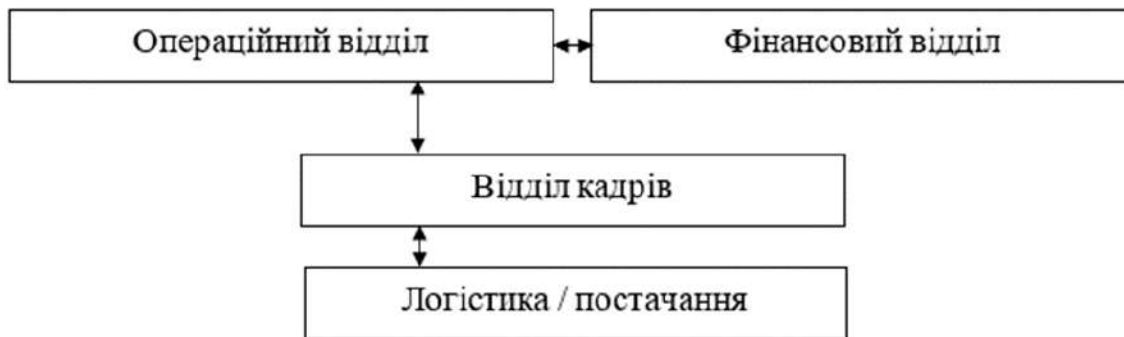 Операційний відділ
Фінансовий відділ
Відділ кадрів
Логістика / постачання